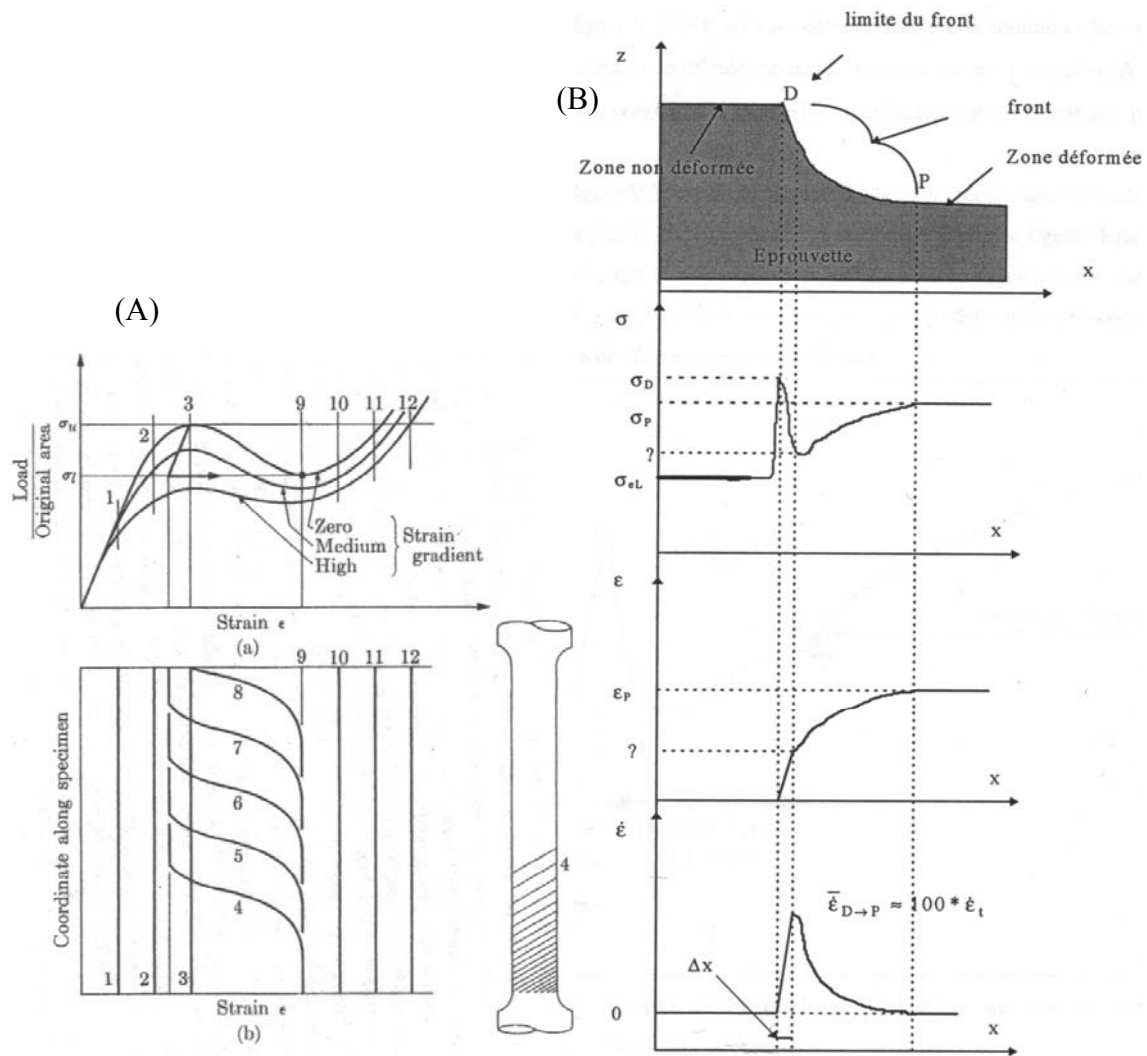 (A)
Load
Original area
σu
σl
1
2
3
9
10
11
12
Zero
Medium
High
Strain
gradient
Strain ϵ
(a)
9
10
11
12
Coordinate along specimen
8
7
6
5
4
1
2
3
Strain ϵ
(b)
4
(B)
limite du front
z
D
front
Zone non déformée
P
Zone déformée
Eprouvette
x
σ
σD
σP
?
σeL
x
ε
εP
?
x
ε̇
ε̇̄D→P ≈ 100 * ε̇t
Δx
0
x